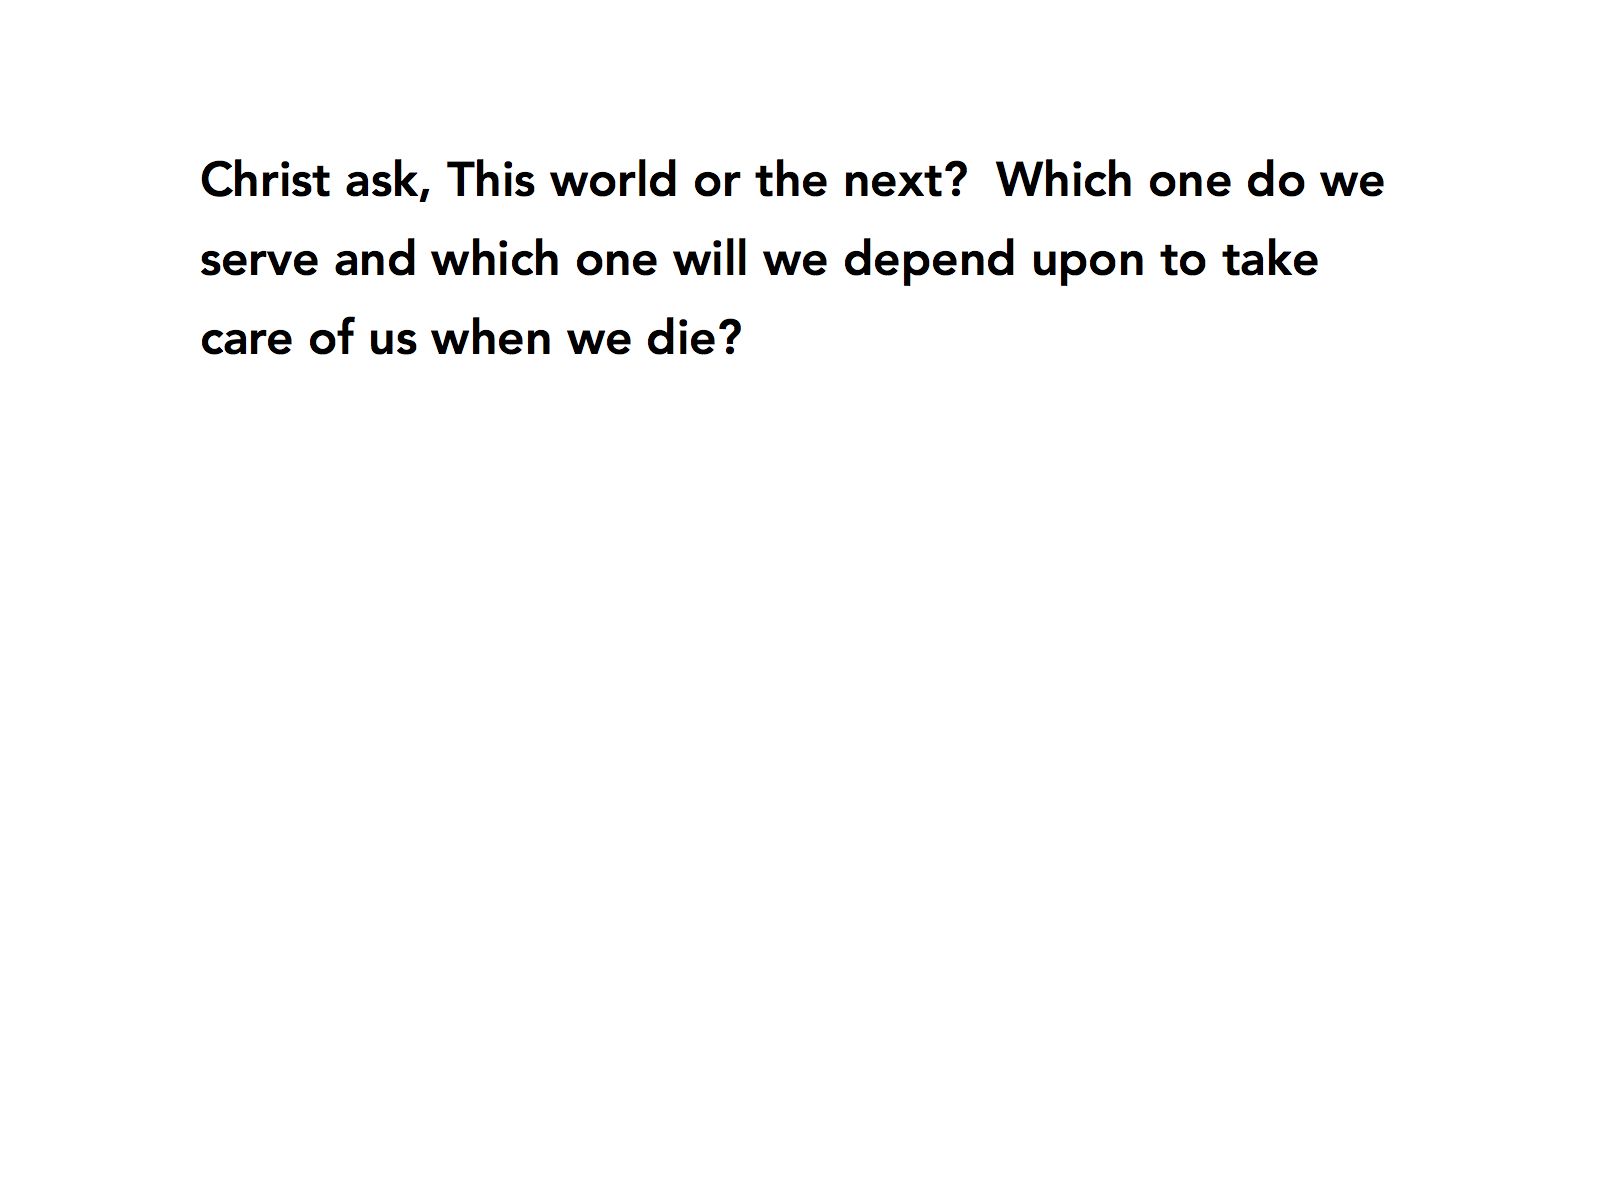 Christ ask, This world or the next?  Which one do we
serve and which one will we depend upon to take
care of us when we die?